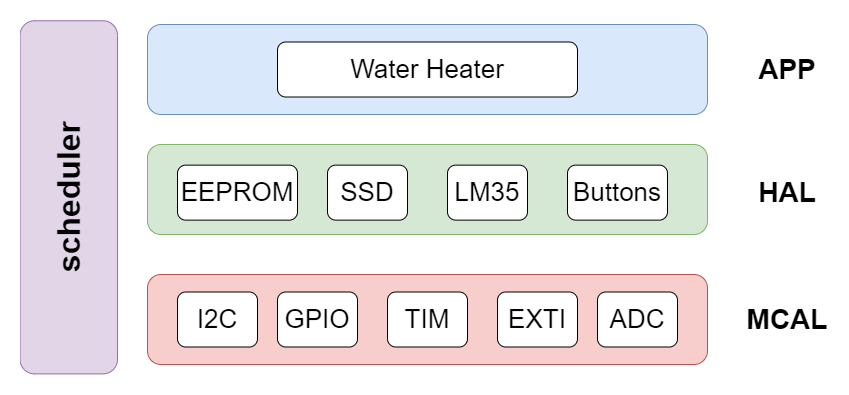 scheduler
Water Heater
APP
EEPROM
SSD
LM35
Buttons
HAL
I2C
GPIO
TIM
EXTI
ADC
MCAL